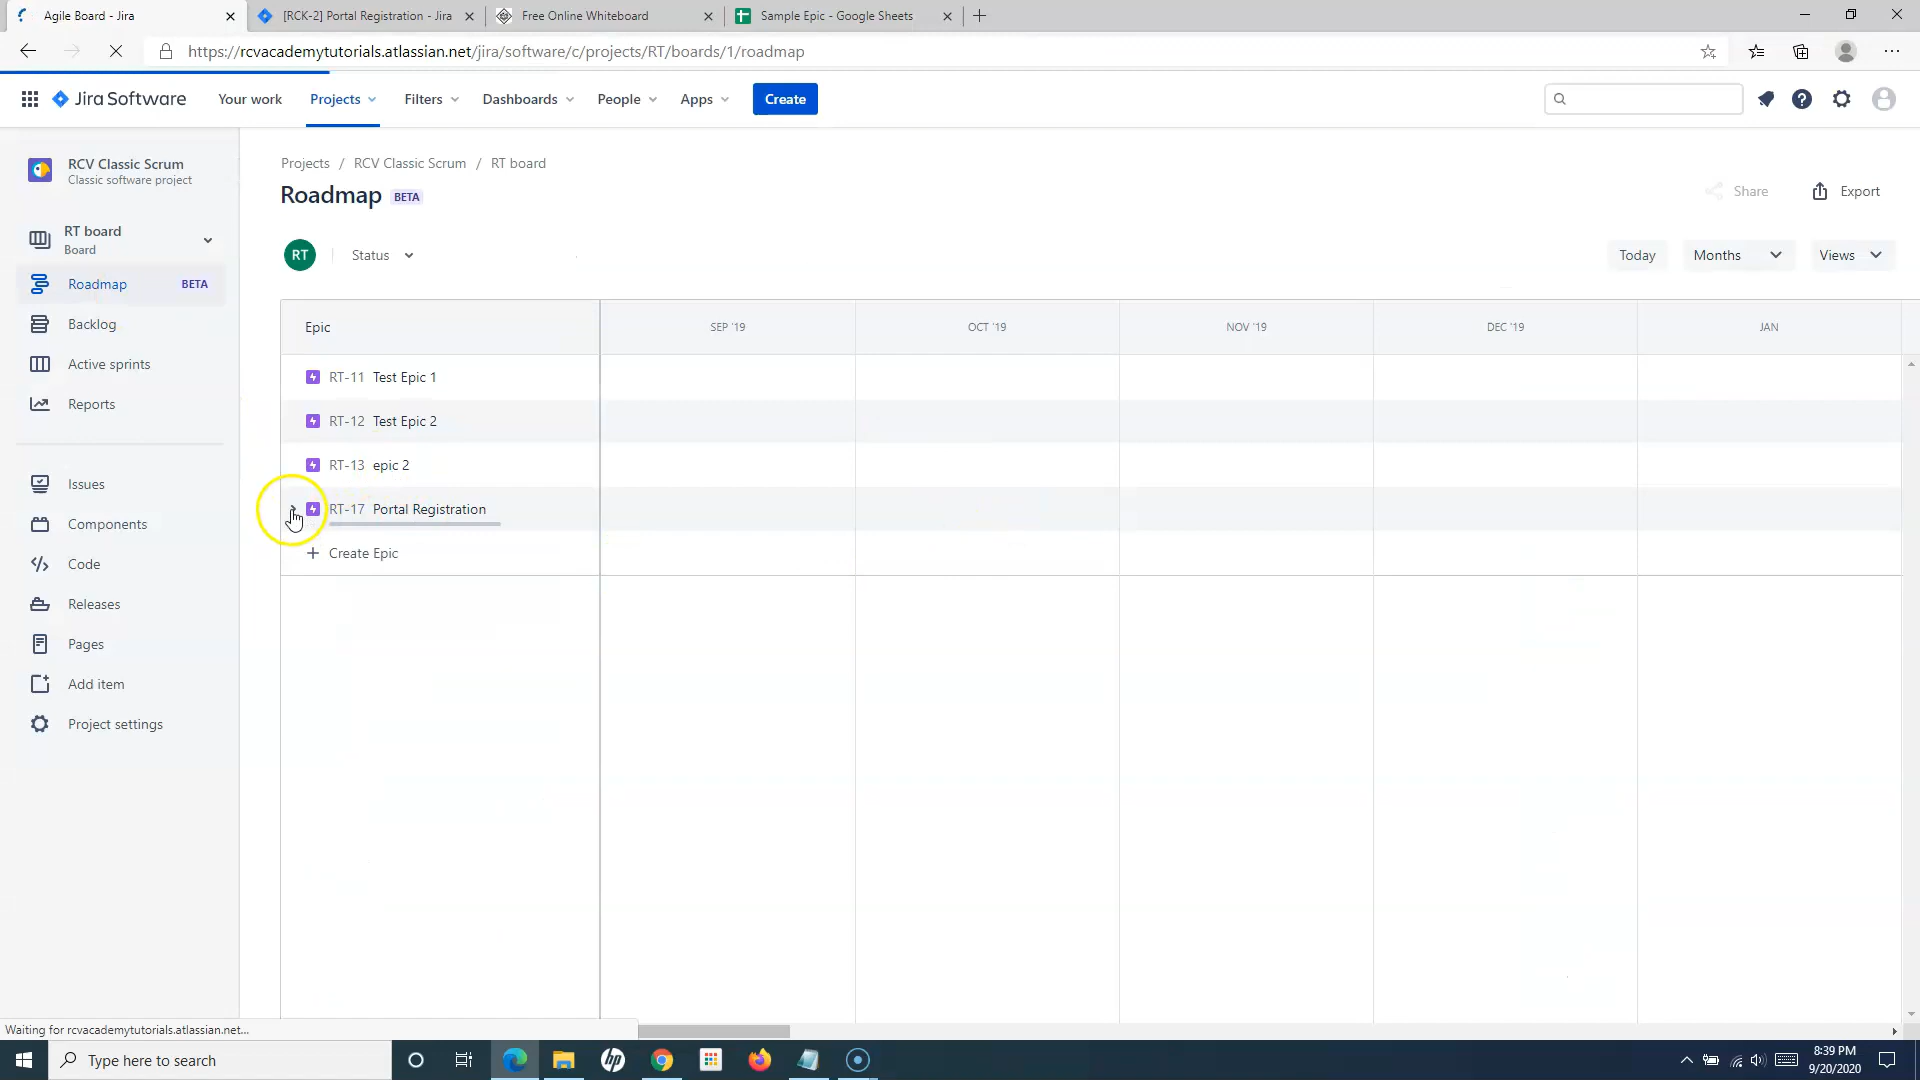 Agile Board - Jira
[RCK-2] Portal Registration - Jira
Free Online Whiteboard
Sample Epic - Google Sheets
https://rcvacademytutorials.atlassian.net/jira/software/c/projects/RT/boards/1/roadmap
Jira Software
Your work
Projects
Filters
Dashboards
People
Apps
Create
RCV Classic Scrum
Classic software project
RT board
Board
Roadmap BETA
Backlog
Active sprints
Reports
Issues
Components
Code
Releases
Pages
Add item
Project settings
Projects / RCV Classic Scrum / RT board
Roadmap BETA
Share
Export
RT
Status
Today
Months
Views
Epic
SEP '19
OCT '19
NOV '19
DEC '19
JAN
RT-11 Test Epic 1
RT-12 Test Epic 2
RT-13 epic 2
RT-17 Portal Registration
+ Create Epic
Waiting for rcvacademytutorials.atlassian.net...
Type here to search
hp
8:39 PM
9/20/2020